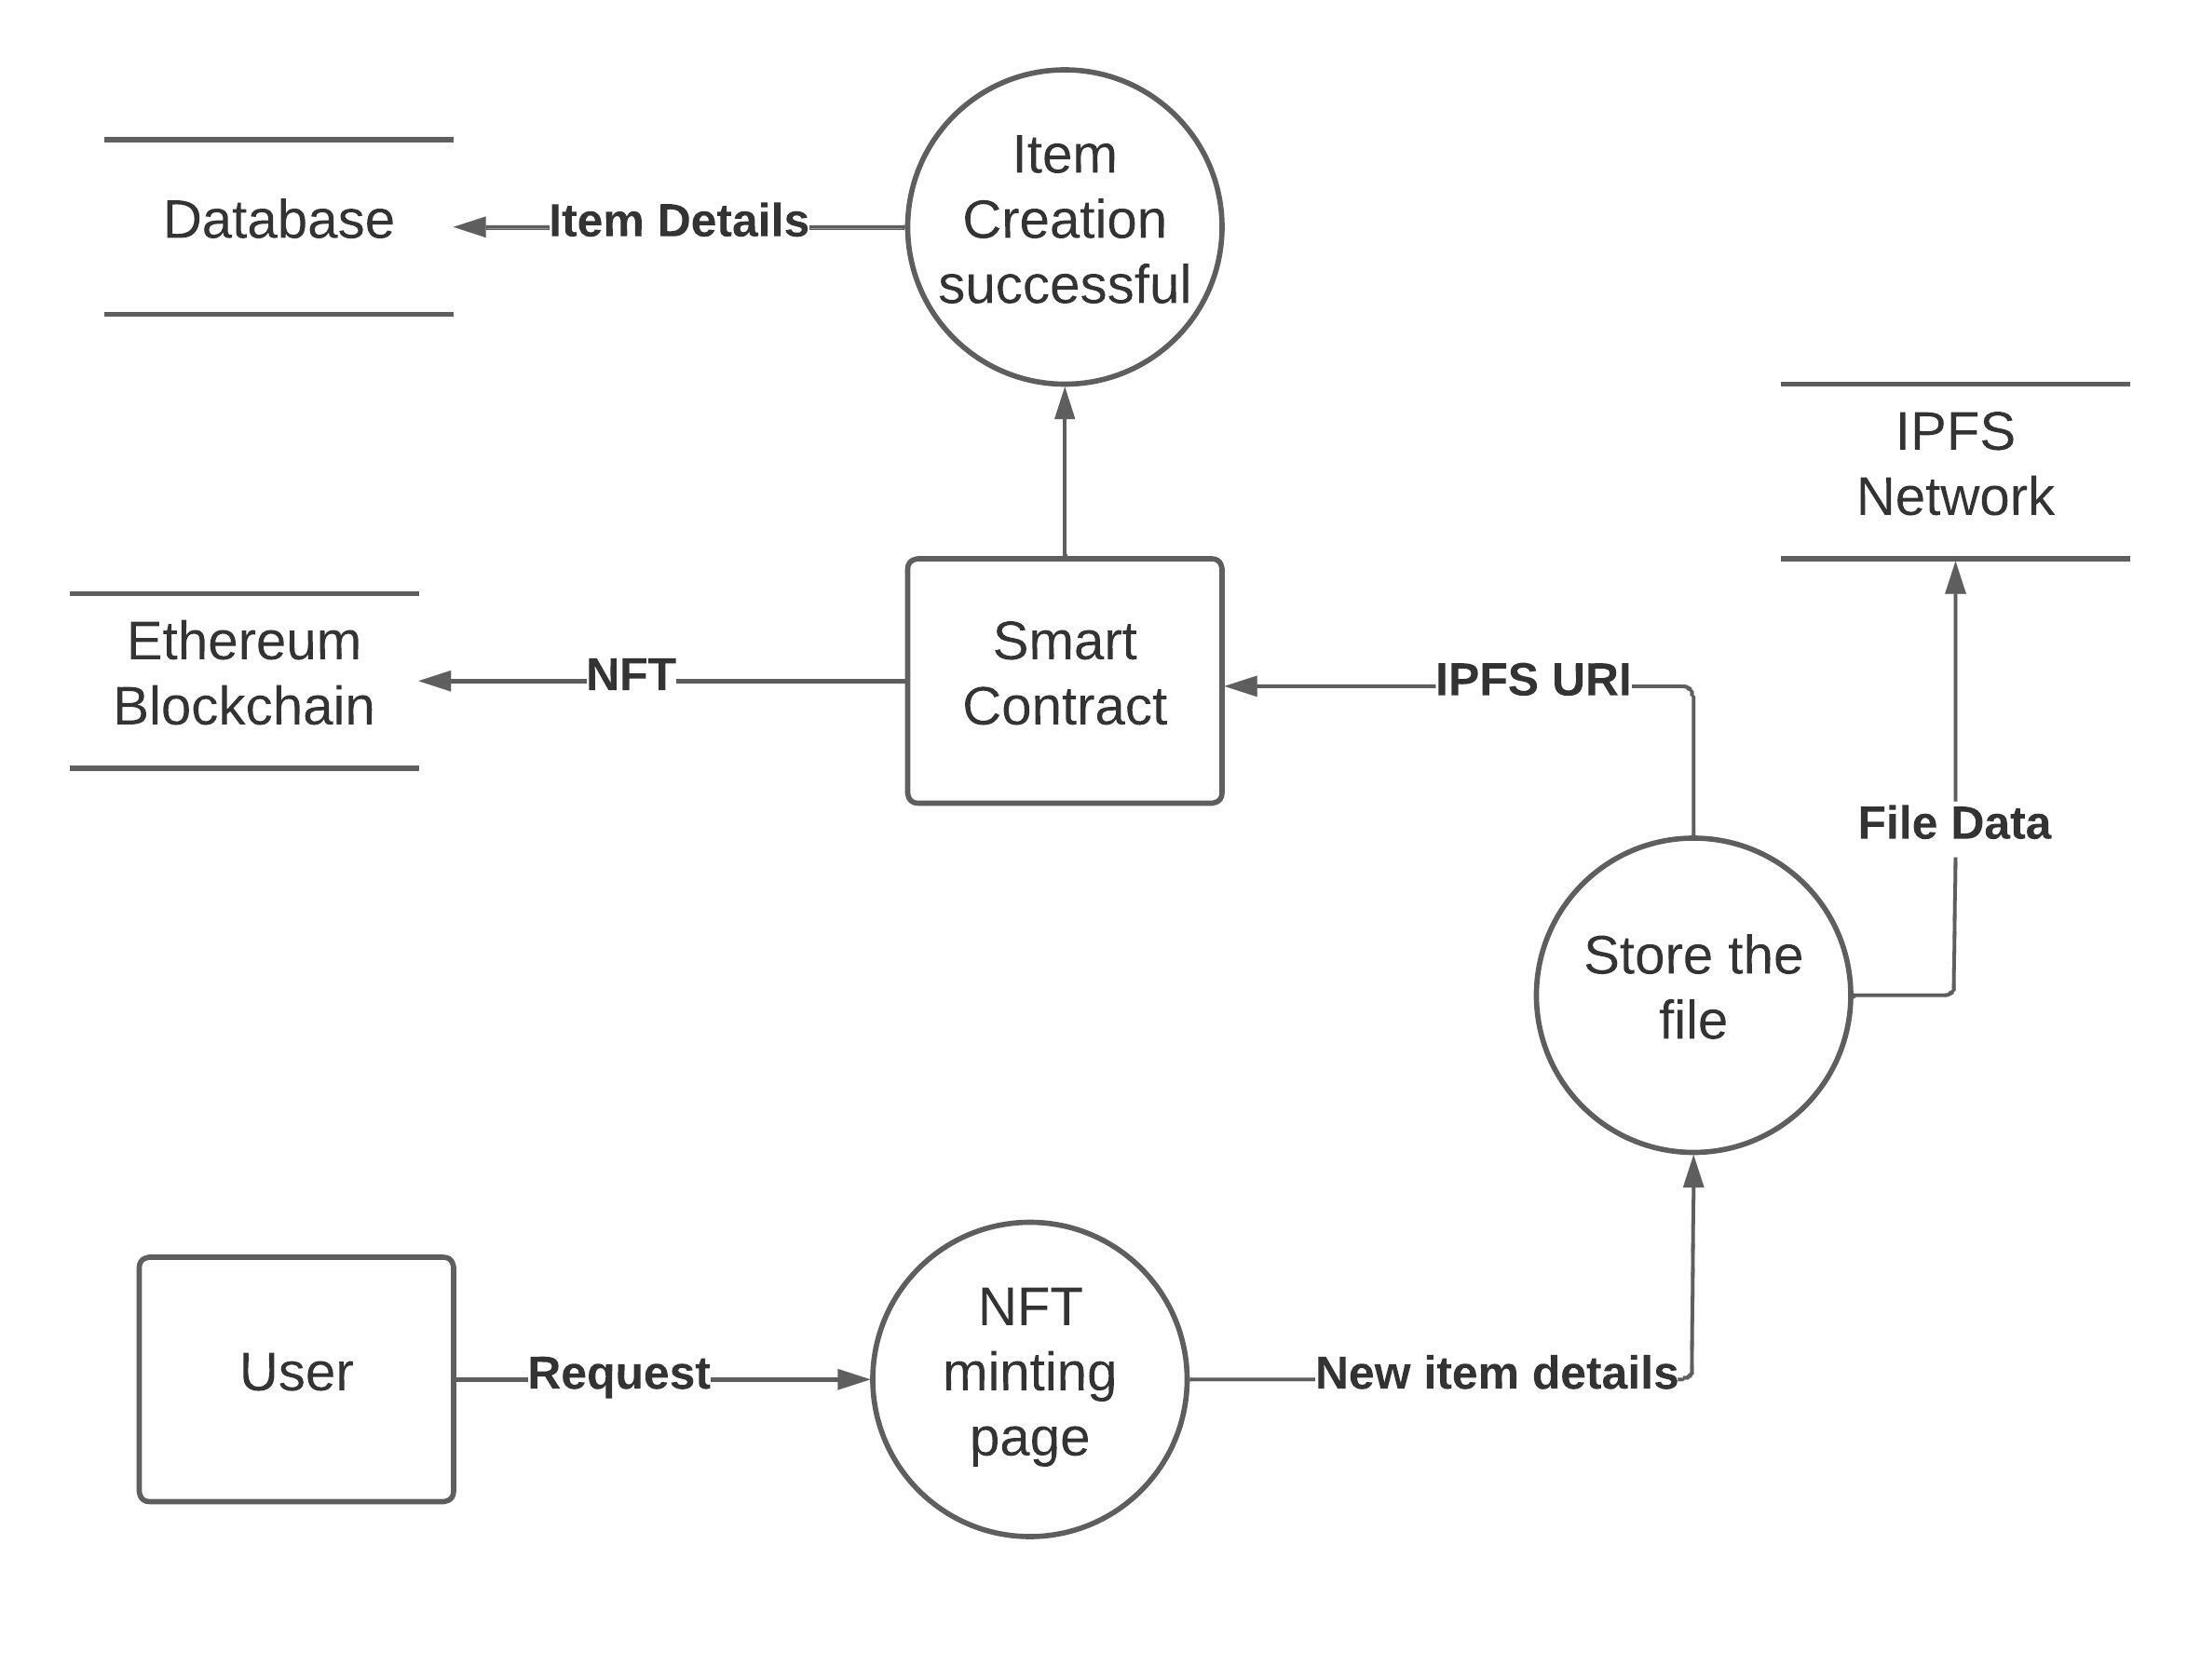 Item
Creation
successful
Database
Item Details
IPFS
Network
Ethereum
Blockchain
NFT
Smart
Contract
IPFS URI
File Data
Store the
file
User
Request
NFT
minting
page
New item details